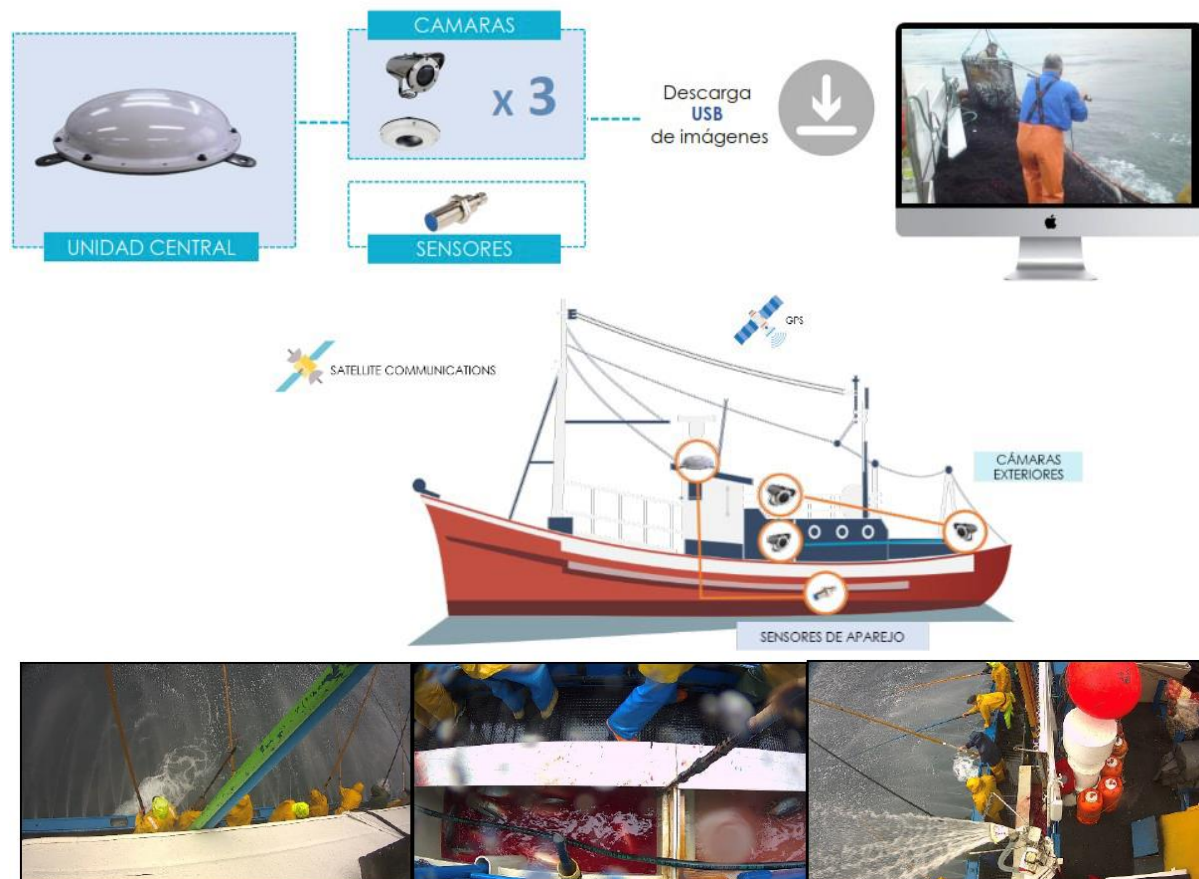 CAMARAS
X 3
UNIDAD CENTRAL
SENSORES
Descarga
USB
de imágenes
GPS
SATELLITE COMMUNICATIONS
CÁMARAS
EXTERIORES
SENSORES DE APAREJO